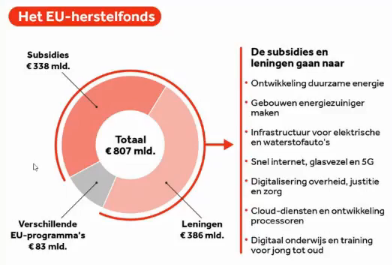 Het EU-herstelfonds
Subsidies
€ 338 mld.
Totaal
€ 807 mld.
Verschillende
EU-programma's
€ 83 mld.
Leningen
€ 386 mld.
De subsidies en
leningen gaan naar
• Ontwikkeling duurzame energie
• Gebouwen energiezuiniger
maken
• Infrastructuur voor elektrische
en waterstofauto's
• Snel internet, glasvezel en 5G
• Digitalisering overheid, justitie
en zorg
• Cloud-diensten en ontwikkeling
processoren
• Digitaal onderwijs en training
voor jong tot oud